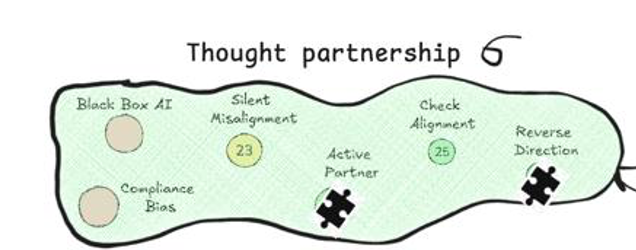 Thought partnership 6
Black Box AI
Silent
Misalignment
23
Check
Alignment
25
Reverse
Direction
Active
Partner
Compliance
Bias